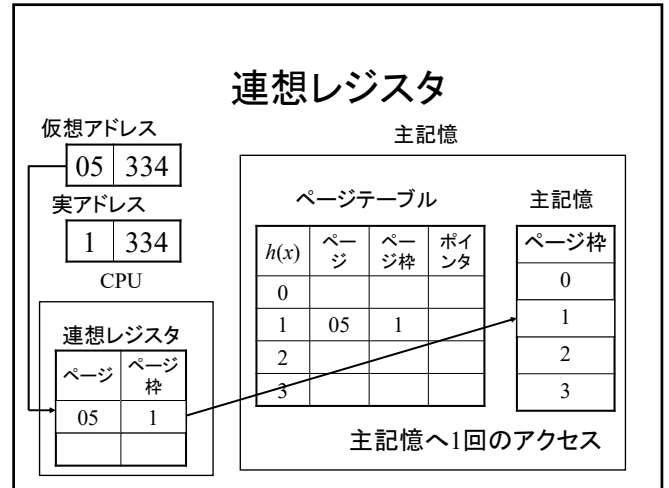 連想レジスタ
仮想アドレス
05 334
実アドレス
1 334
CPU
連想レジスタ
ページ ページ枠
05 1
主記憶
ページテーブル
h(x) ページ ページ枠 ポインタ
0
1 05 1
2
3
主記憶
ページ枠
0
1
2
3
主記憶へ1回のアクセス